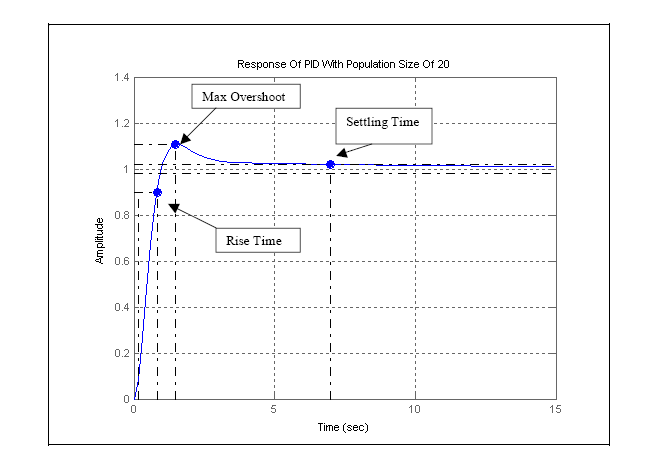 Response Of PID With Population Size Of 20
1.4
Max Overshoot
1.2
Settling Time
1
0.8
Rise Time
0.6
0.4
0.2
0
Amplitude
0
5
10
15
Time (sec)